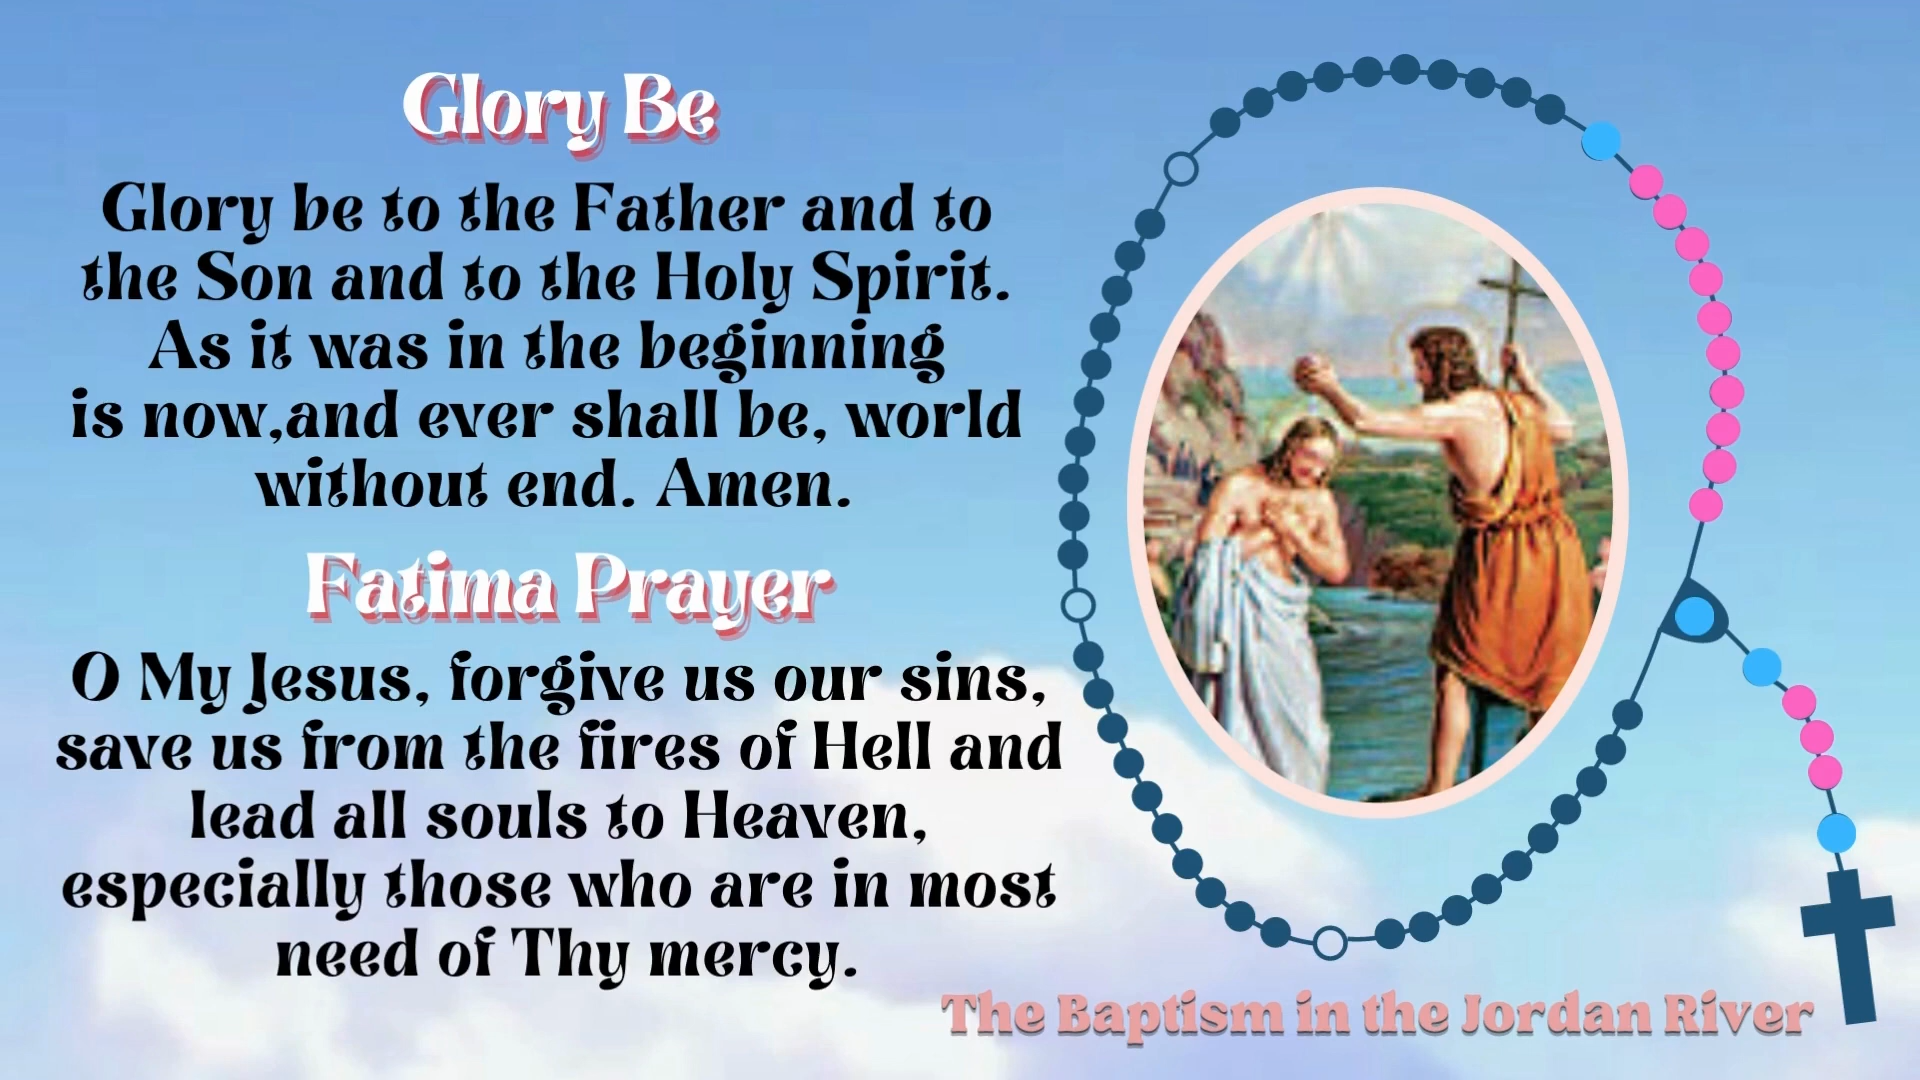 Glory Be
Glory be to the Father and to
the Son and to the Holy Spirit.
As it was in the beginning
is now,and ever shall be, world
without end. Amen.
Fatima Prayer
O My Jesus, forgive us our sins,
save us from the fires of Hell and
lead all souls to Heaven,
especially those who are in most
need of Thy mercy.
The Baptism in the Jordan River